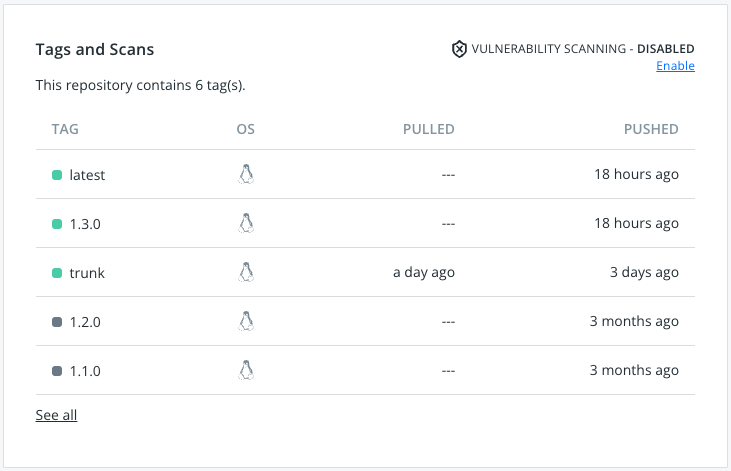 Tags and Scans
VULNERABILITY SCANNING - DISABLED
Enable
This repository contains 6 tag(s).
TAG OS PULLED PUSHED
latest --- 18 hours ago
1.3.0 --- 18 hours ago
trunk a day ago 3 days ago
1.2.0 --- 3 months ago
1.1.0 --- 3 months ago
See all